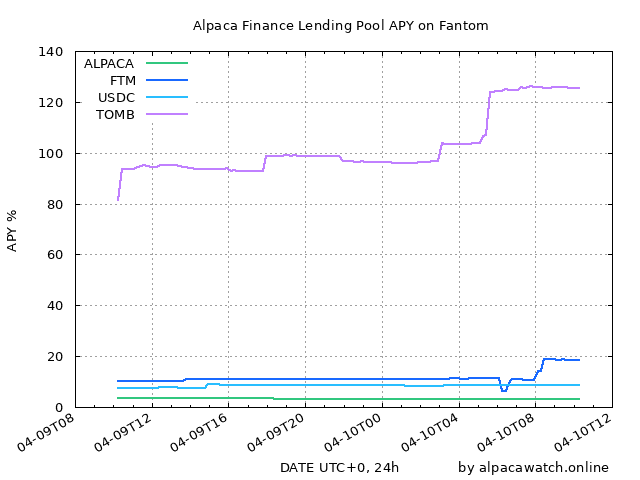 Alpaca Finance Lending Pool APY on Fantom
140
120
100
80
60
40
20
0
APY %
ALPACA
FTM
USDC
TOMB
04-09T08
04-09T12
04-09T16
04-09T20
04-10T00
04-10T04
04-10T08
04-10T12
DATE UTC+0, 24h
by alpacawatch.online